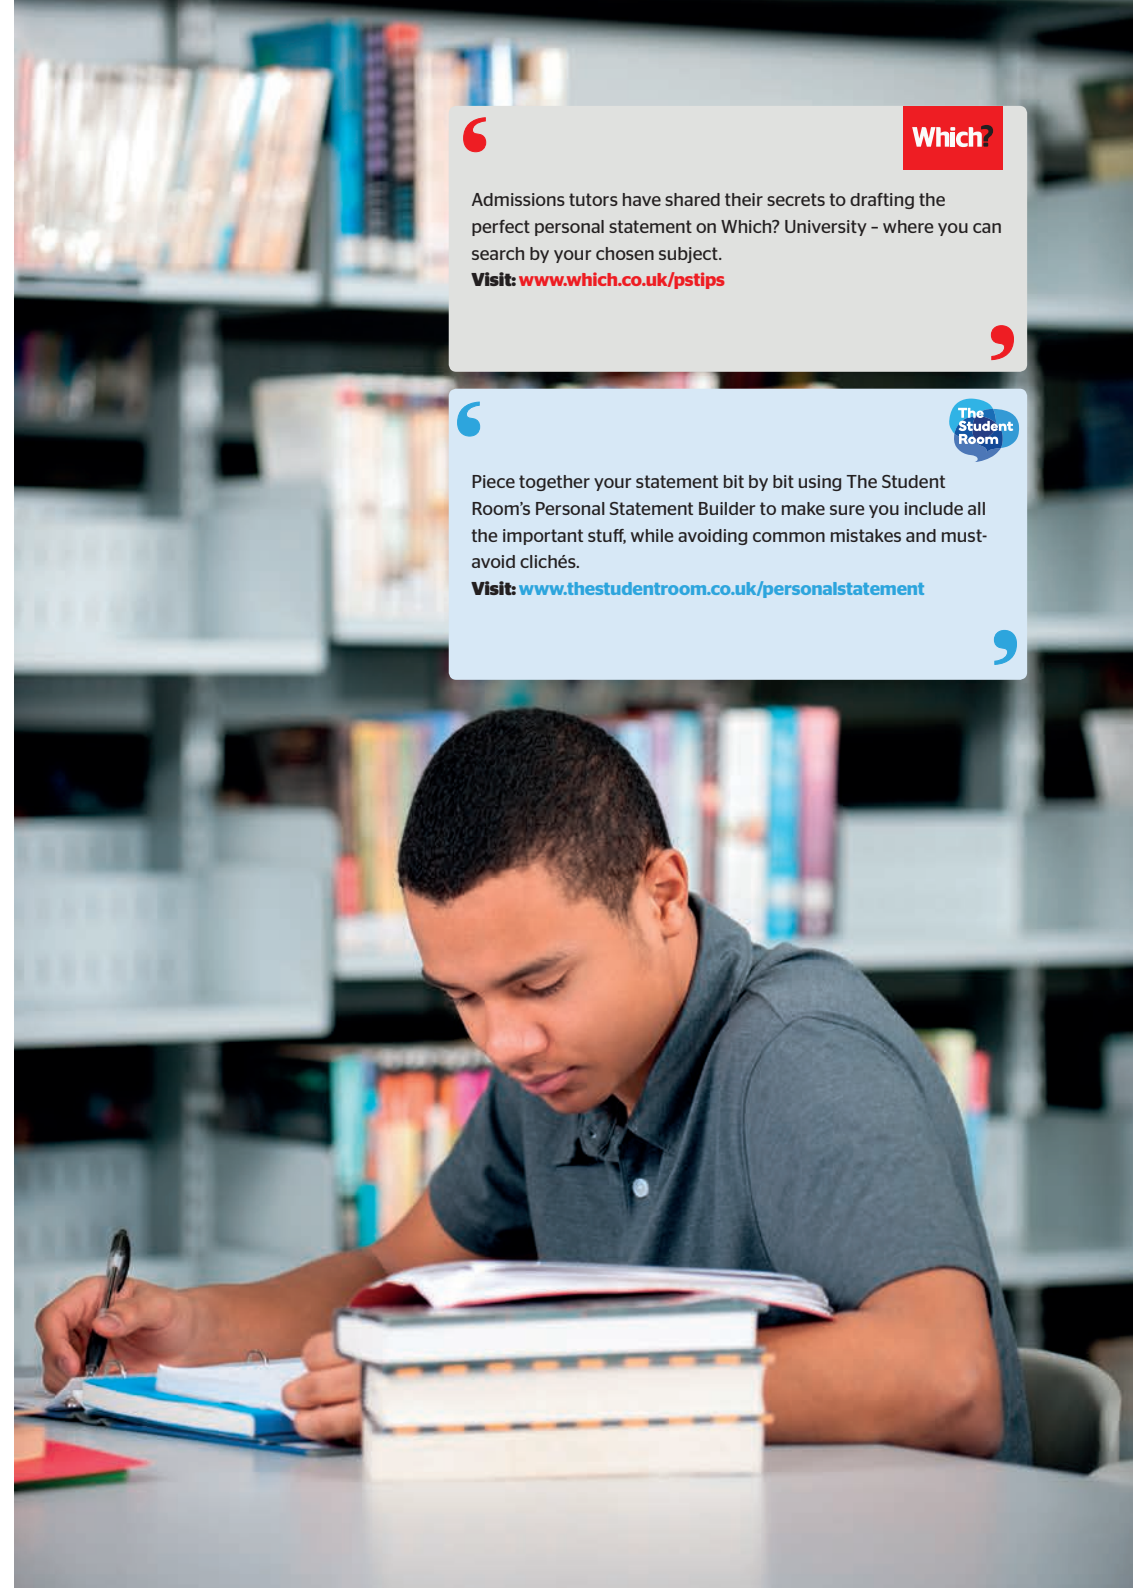 Which?
Admissions tutors have shared their secrets to drafting the
perfect personal statement on Which? University – where you can
search by your chosen subject.
Visit: www.which.co.uk/pstips
The
Student
Room
Piece together your statement bit by bit using The Student
Room’s Personal Statement Builder to make sure you include all
the important stuff, while avoiding common mistakes and must-
avoid clichés.
Visit: www.thestudentroom.co.uk/personalstatement